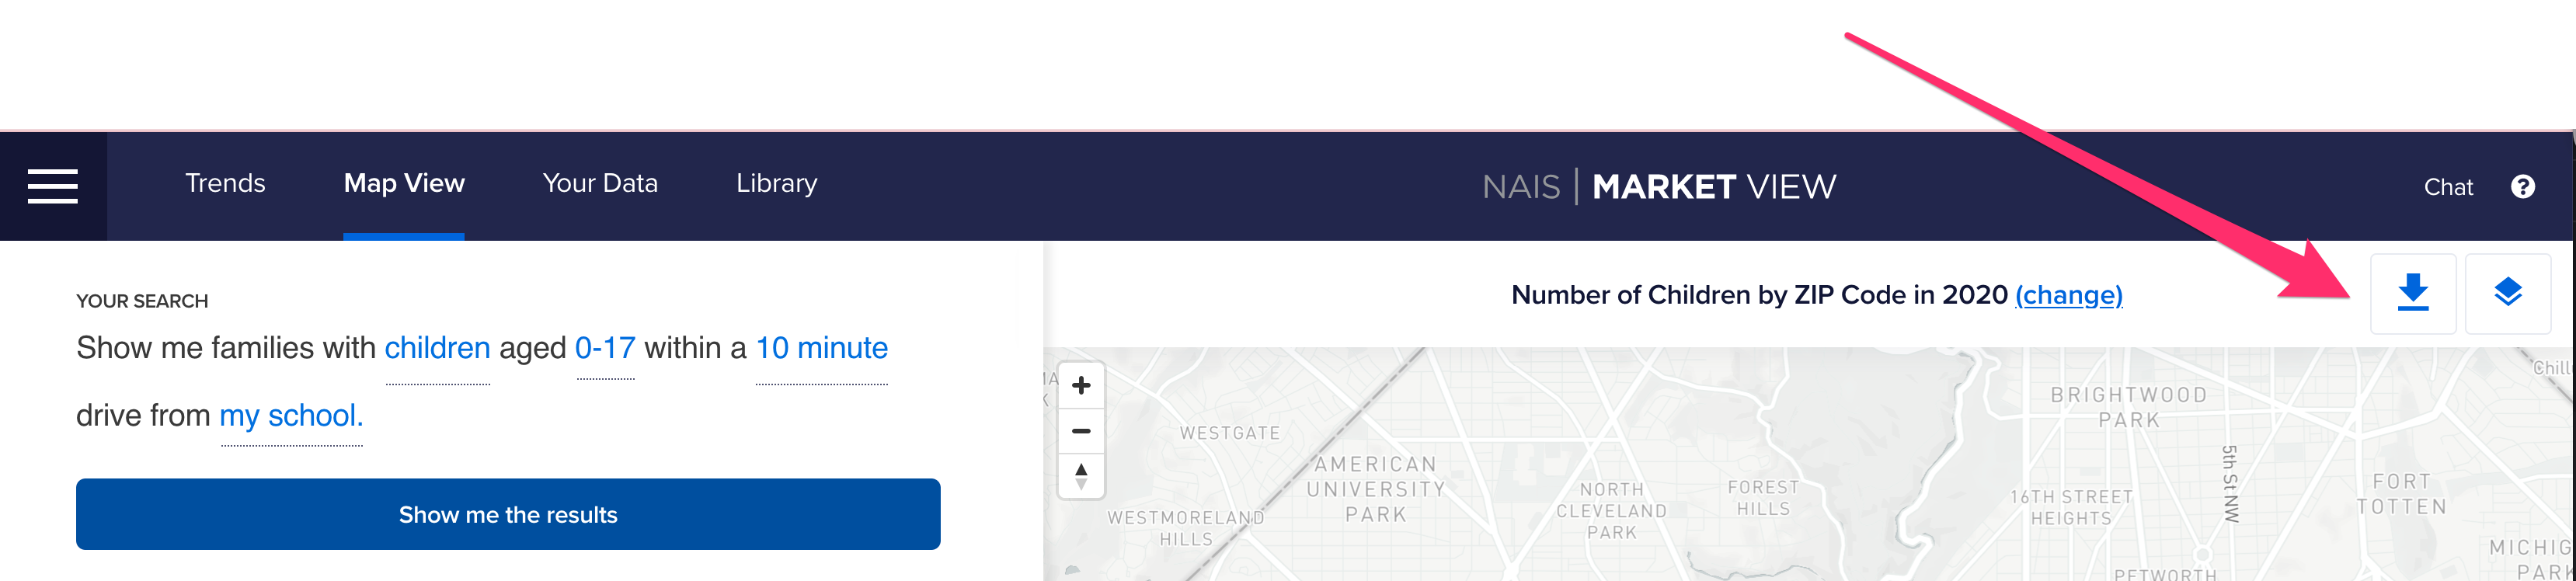 Trends
Map View
Your Data
Library
NAIS | MARKET VIEW
Chat
?
YOUR SEARCH
Show me families with children aged 0-17 within a 10 minute
drive from my school.
Show me the results
Number of Children by ZIP Code in 2020 (change)
WESTGATE
AMERICAN
UNIVERSITY
PARK
WESTMORELAND
HILLS
NORTH
CLEVELAND
PARK
FOREST
HILLS
BRIGHTWOOD
PARK
16TH STREET
HEIGHTS
5th St NW
FORT
TOTTEN
PETWORTH
Chill
MICHIG
PARK